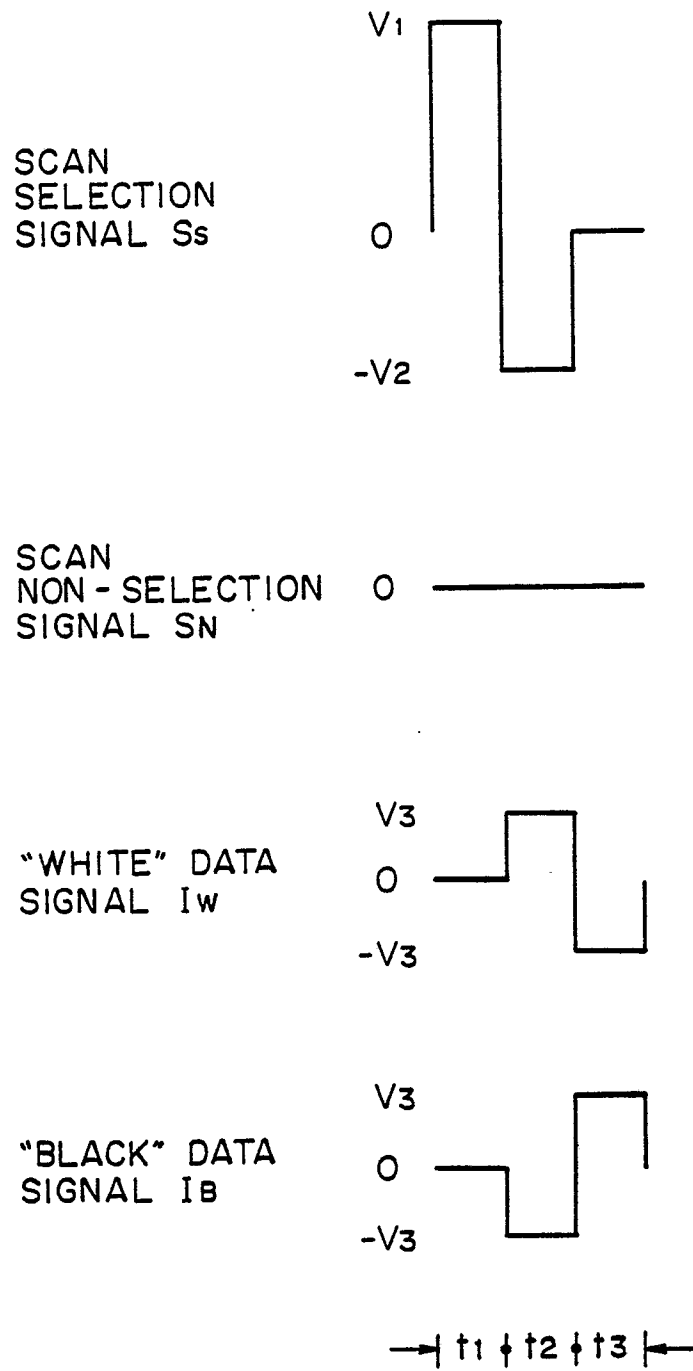 V1
SCAN
SELECTION
SIGNAL Ss
0
-V2
SCAN
NON-SELECTION
SIGNAL SN
0
V3
"WHITE" DATA
SIGNAL IW
0
-V3
V3
"BLACK" DATA
SIGNAL IB
0
-V3
t1 t2 t3